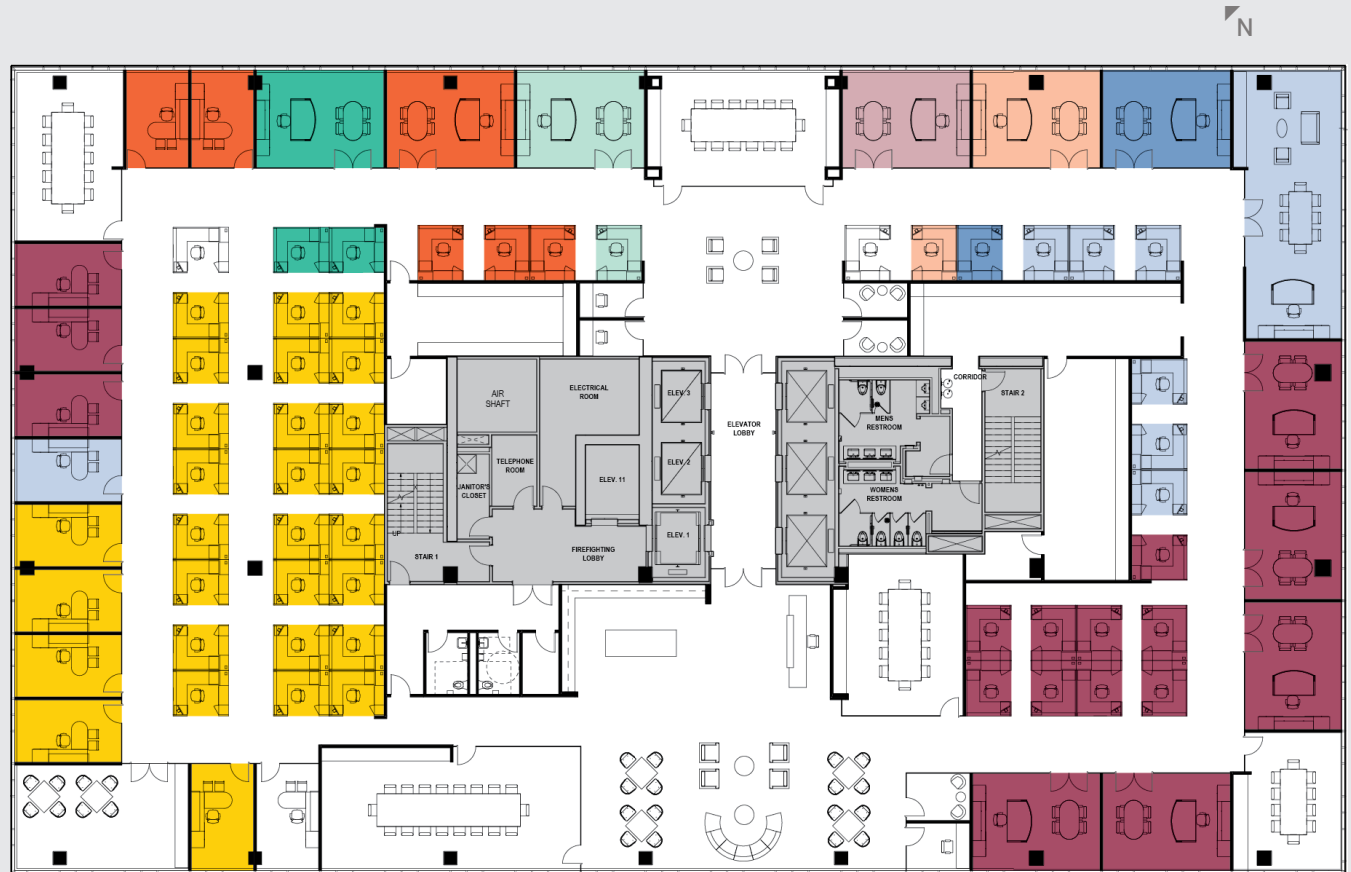 N
AIR
SHAFT
ELECTRICAL
ROOM
ELEV. 3
ELEVATOR
LOBBY
CORRIDOR
STAIR 2
MENS
RESTROOM
TELEPHONE
ROOM
ELEV. 2
JANITOR'S
CLOSET
ELEV. 11
WOMENS
RESTROOM
UP
STAIR 1
FIREFIGHTING
LOBBY
ELEV. 1